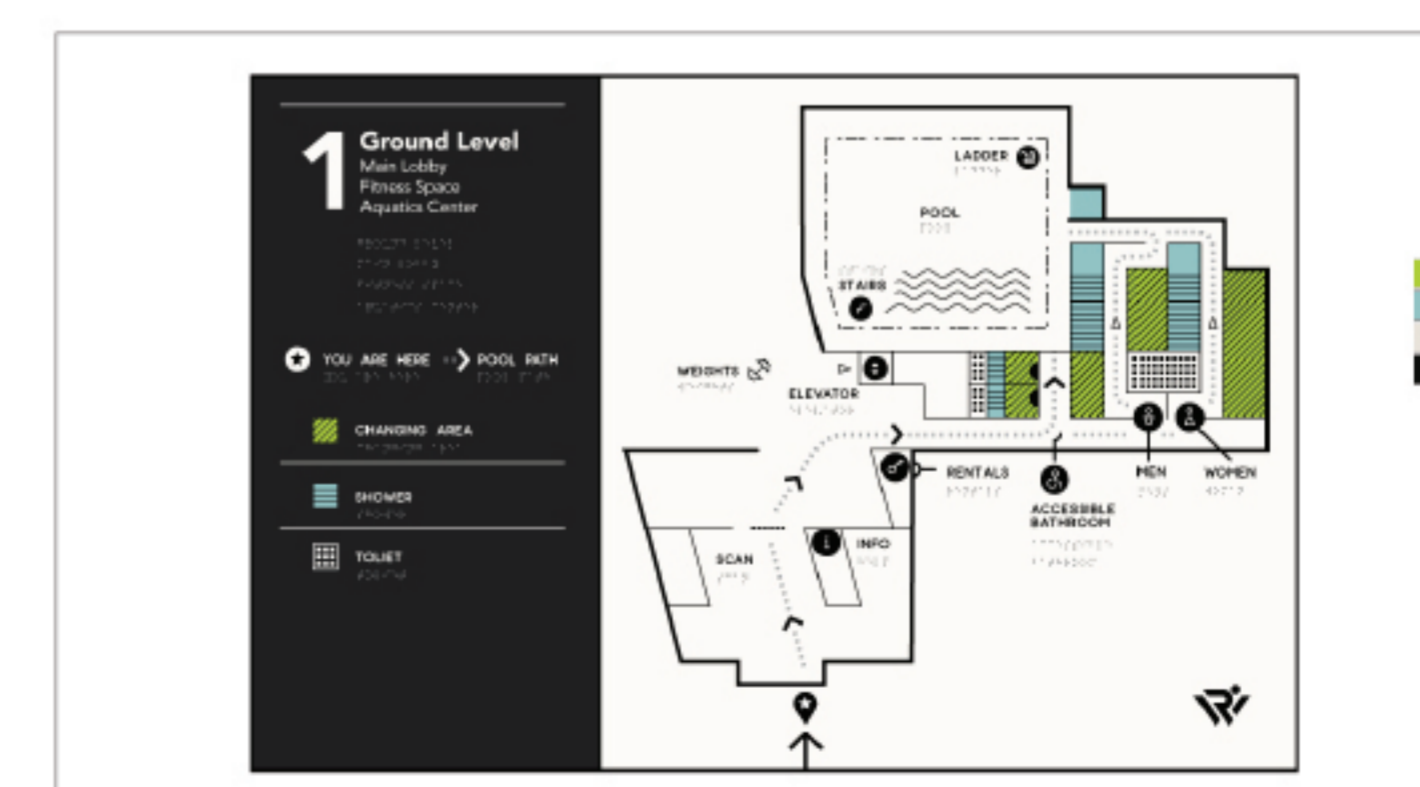 1
Ground Level
Main Lobby
Fitness Space
Aquatics Center
YOU ARE HERE
POOL PATH
CHANGING AREA
SHOWER
TOLIET
LADDER
POOL
STAIRS
WEIGHTS
ELEVATOR
RENTALS
ACCESSIBLE
BATHROOM
MEN
WOMEN
SCAN
INFO